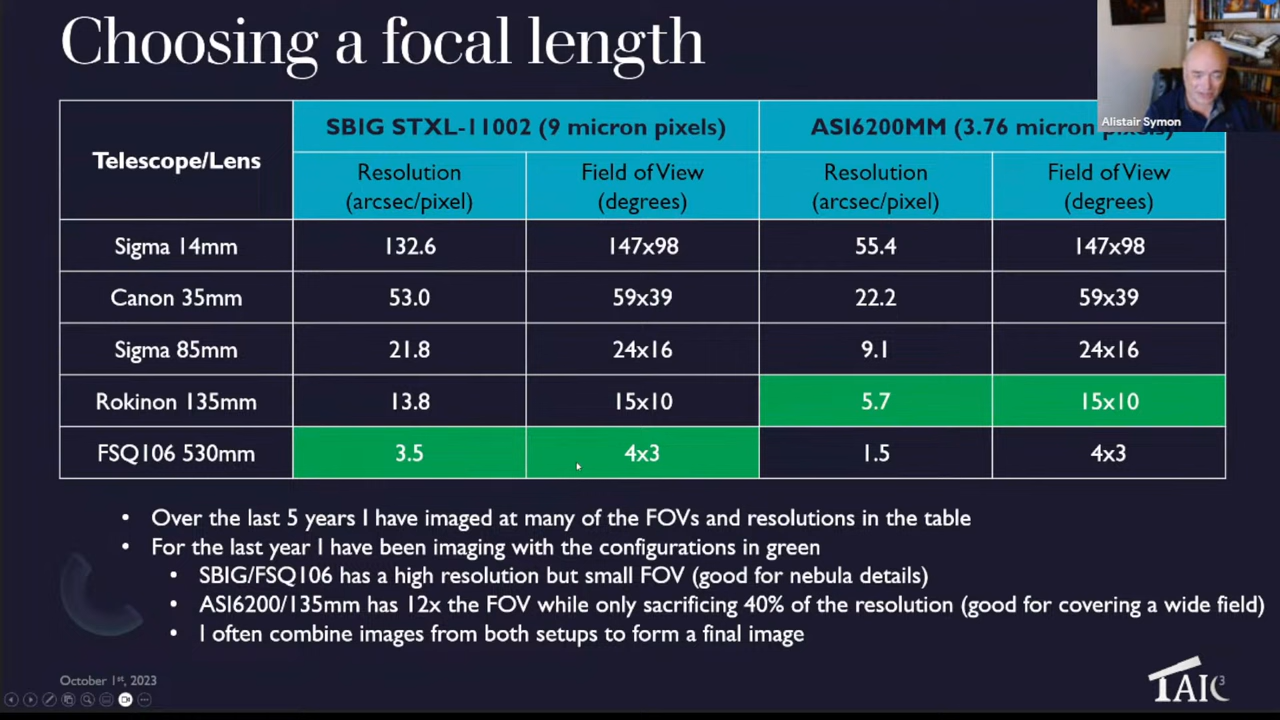 Choosing a focal length
Alistair Symon
Telescope/Lens
SBIG STXL-11002 (9 micron pixels)
ASI6200MM (3.76 micron pixels)
Resolution
(arcsec/pixel)
Field of View
(degrees)
Resolution
(arcsec/pixel)
Field of View
(degrees)
Sigma 14mm 132.6 147x98 55.4 147x98
Canon 35mm 53.0 59x39 22.2 59x39
Sigma 85mm 21.8 24x16 9.1 24x16
Rokinon 135mm 13.8 15x10 5.7 15x10
FSQ106 530mm 3.5 4x3 1.5 4x3
• Over the last 5 years I have imaged at many of the FOVs and resolutions in the table
• For the last year I have been imaging with the configurations in green
• SBIG/FSQ106 has a high resolution but small FOV (good for nebula details)
• ASI6200/135mm has 12x the FOV while only sacrificing 40% of the resolution (good for covering a wide field)
• I often combine images from both setups to form a final image
October 1st, 2023
TAIC
3